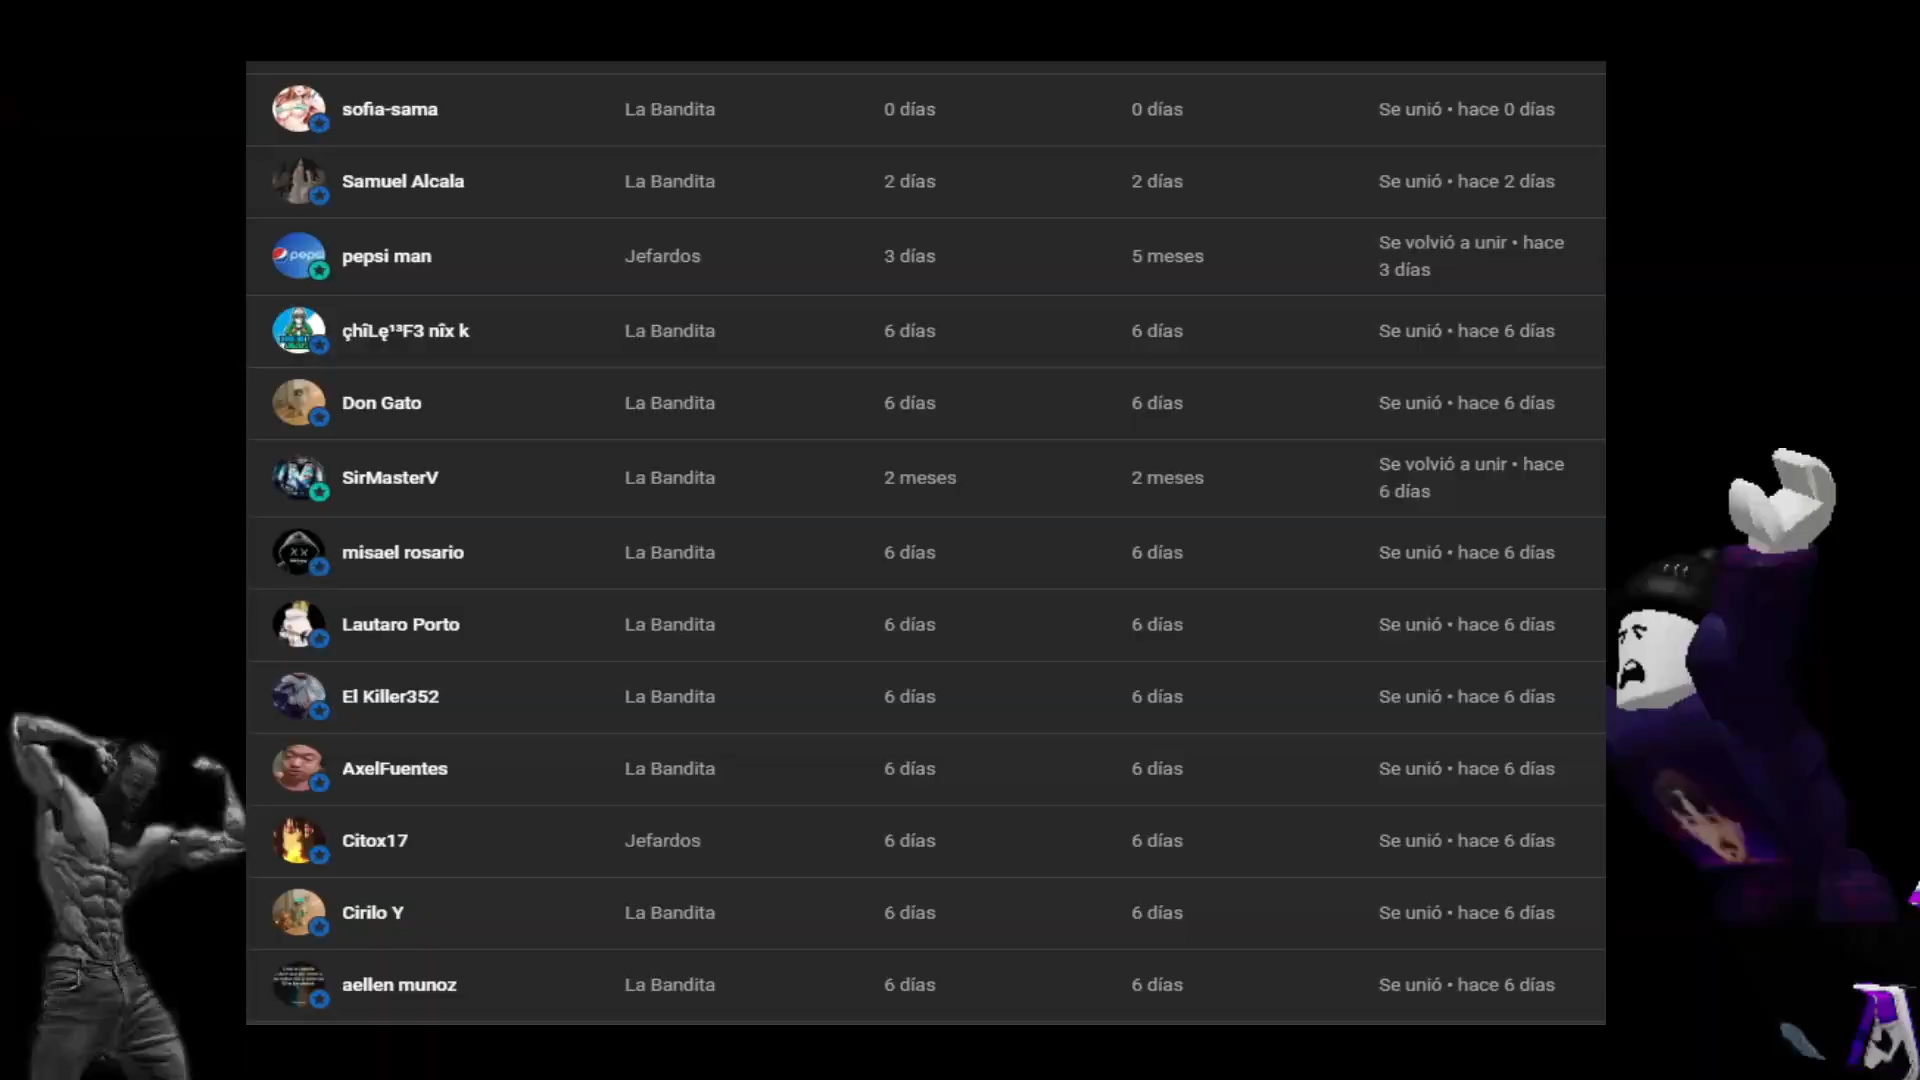 sofia-sama La Bandita 0 días 0 días Se unió • hace 0 días
Samuel Alcala La Bandita 2 días 2 días Se unió • hace 2 días
pepsi man Jefardos 3 días 5 meses Se volvió a unir • hace
3 días
pepsi
çhîLę¹³F3 nîx k La Bandita 6 días 6 días Se unió • hace 6 días
Don Gato La Bandita 6 días 6 días Se unió • hace 6 días
SirMasterV La Bandita 2 meses 2 meses Se volvió a unir • hace
6 días
misael rosario La Bandita 6 días 6 días Se unió • hace 6 días
Lautaro Porto La Bandita 6 días 6 días Se unió • hace 6 días
El Killer352 La Bandita 6 días 6 días Se unió • hace 6 días
AxelFuentes La Bandita 6 días 6 días Se unió • hace 6 días
Citox17 Jefardos 6 días 6 días Se unió • hace 6 días
Cirilo Y La Bandita 6 días 6 días Se unió • hace 6 días
aellen munoz La Bandita 6 días 6 días Se unió • hace 6 días